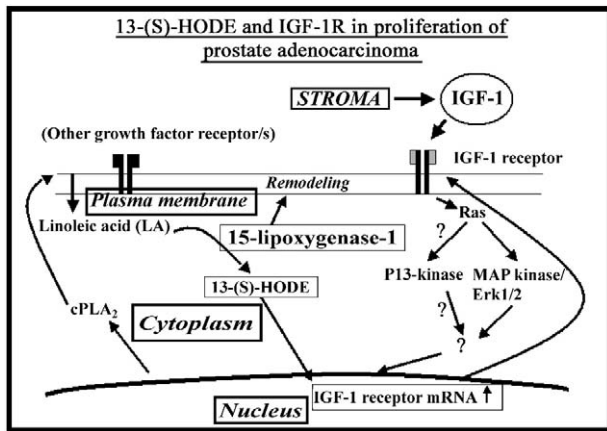 13-(S)-HODE and IGF-1R in proliferation of
prostate adenocarcinoma
STROMA
IGF-1
(Other growth factor receptor/s)
IGF-1 receptor
Plasma membrane
Remodeling
Linoleic acid (LA)
15-lipoxygenase-1
Ras
?
13-(S)-HODE
P13-kinase
MAP kinase/
Erk1/2
cPLA2
Cytoplasm
?
?
Nucleus
IGF-1 receptor mRNA